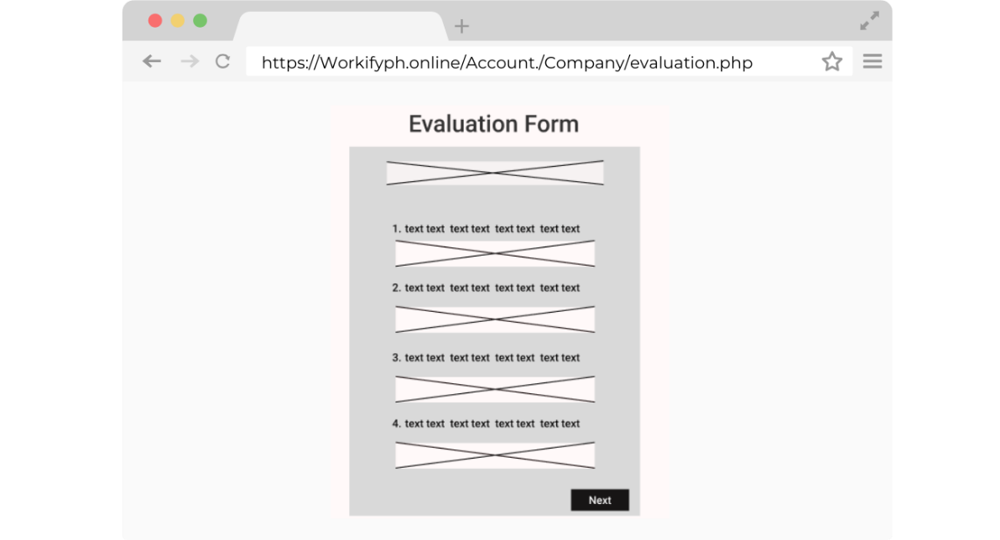 https://Workifyph.online/Account./Company/evaluation.php
Evaluation Form
1. text text text text text text text text
2. text text text text text text text text
3. text text text text text text text text
4. text text text text text text text text
Next